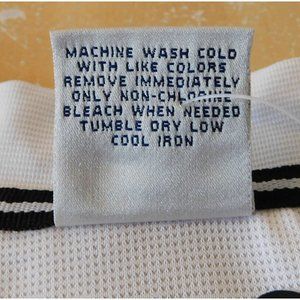 MACHINE WASH COLD
WITH LIKE COLORS
REMOVE IMMEDIATELY
ONLY NON-CHLORINE
BLEACH WHEN NEEDED
TUMBLE DRY LOW
COOL IRON